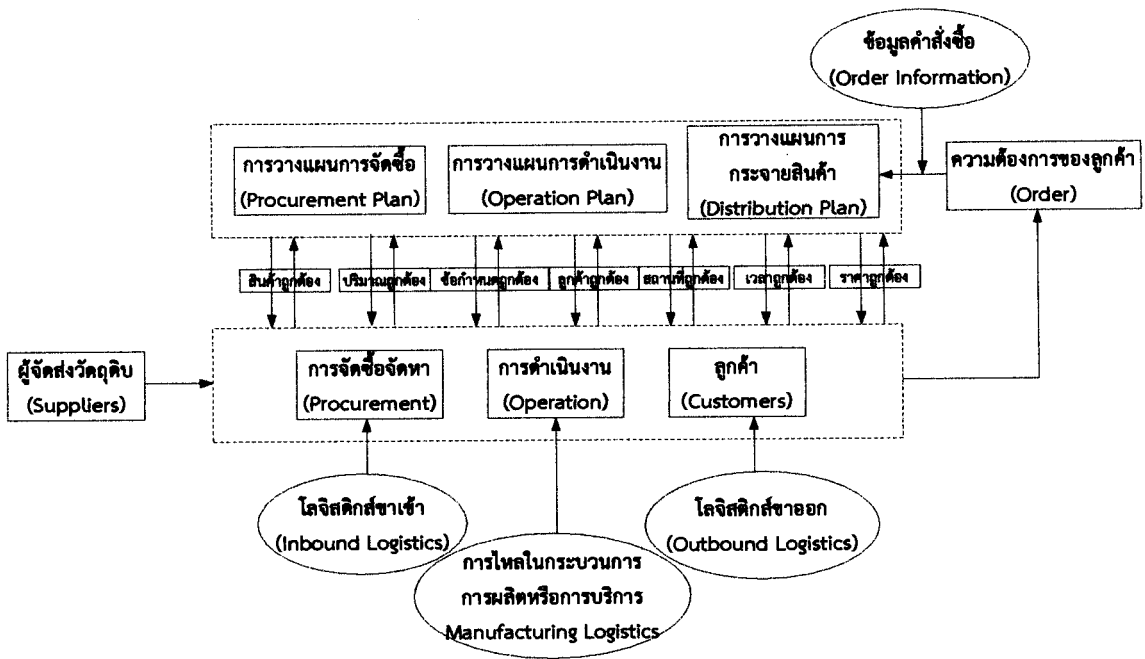 ข้อมูลคำสั่งซื้อ
(Order Information)
การวางแผนการจัดซื้อ
(Procurement Plan)
การวางแผนการดำเนินงาน
(Operation Plan)
การวางแผนการ
กระจายสินค้า
(Distribution Plan)
ความต้องการของลูกค้า
(Order)
สินค้าถูกต้อง
ปริมาณถูกต้อง
ข้อกำหนดถูกต้อง
ลูกค้าถูกต้อง
สถานที่ถูกต้อง
เวลาถูกต้อง
ราคาถูกต้อง
ผู้จัดส่งวัตถุดิบ
(Suppliers)
การจัดซื้อจัดหา
(Procurement)
การดำเนินงาน
(Operation)
ลูกค้า
(Customers)
โลจิสติกส์ขาเข้า
(Inbound Logistics)
การไหลในกระบวนการ
การผลิตหรือการบริการ
Manufacturing Logistics
โลจิสติกส์ขาออก
(Outbound Logistics)